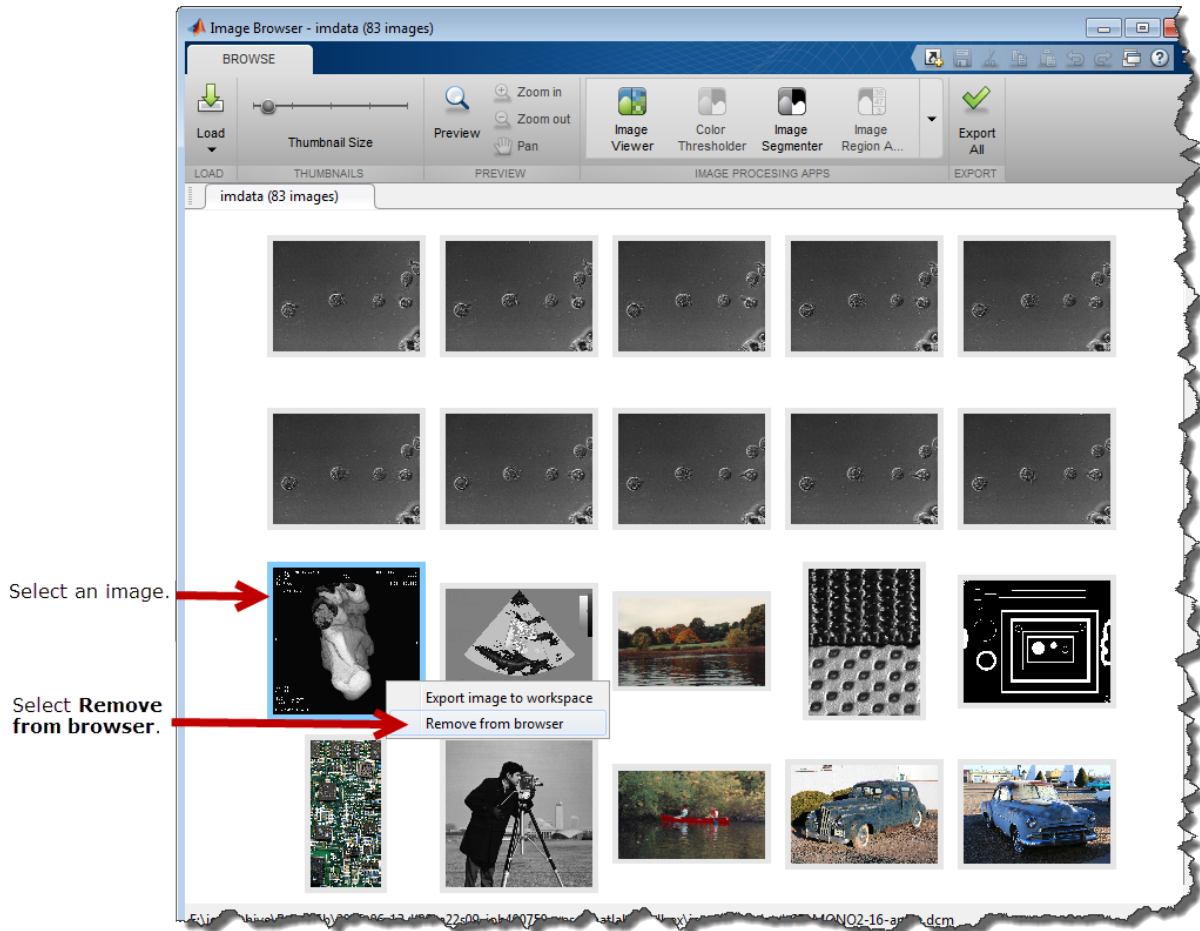 Image Browser - imdata (83 images)
BROWSE
Load
Thumbnail Size
Preview
Zoom in
Zoom out
Pan
Image Viewer
Color Thresholder
Image Segmenter
Image Region A...
Export All
LOAD
THUMBNAILS
PREVIEW
IMAGE PROCESING APPS
EXPORT
imdata (83 images)
Select an image.
Export image to workspace
Remove from browser
Select Remove
from browser.